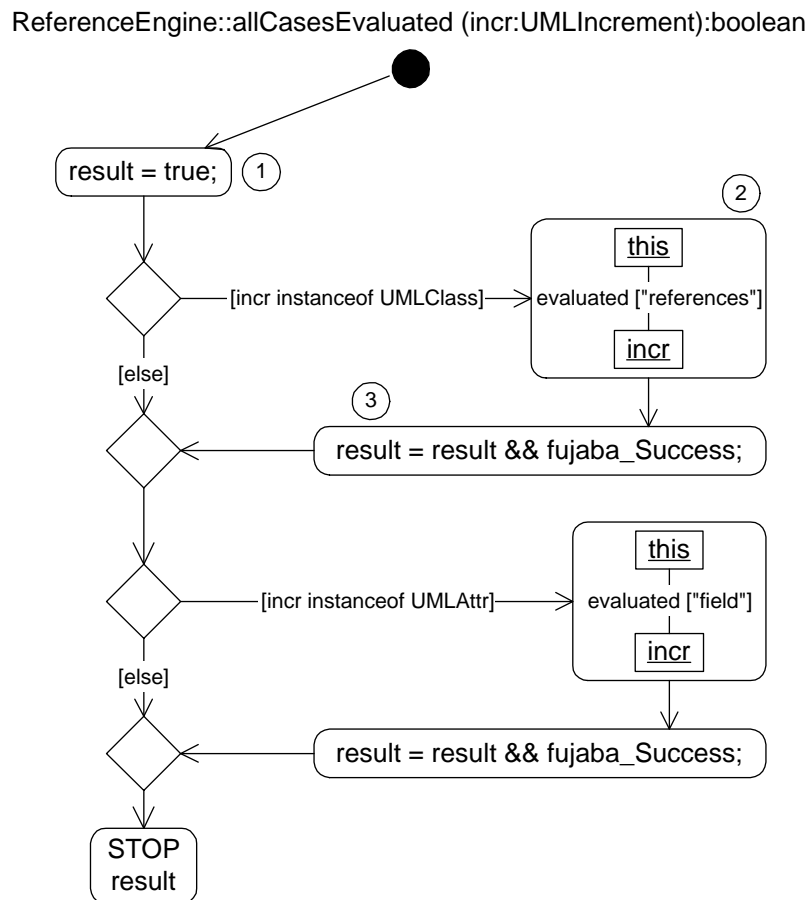 ReferenceEngine::allCasesEvaluated (incr:UMLIncrement):boolean
result = true;
1
2
this
[incr instanceof UMLClass]
evaluated ["references"]
incr
[else]
3
result = result && fujaba_Success;
this
[incr instanceof UMLAttr]
evaluated ["field"]
incr
[else]
result = result && fujaba_Success;
STOP
result